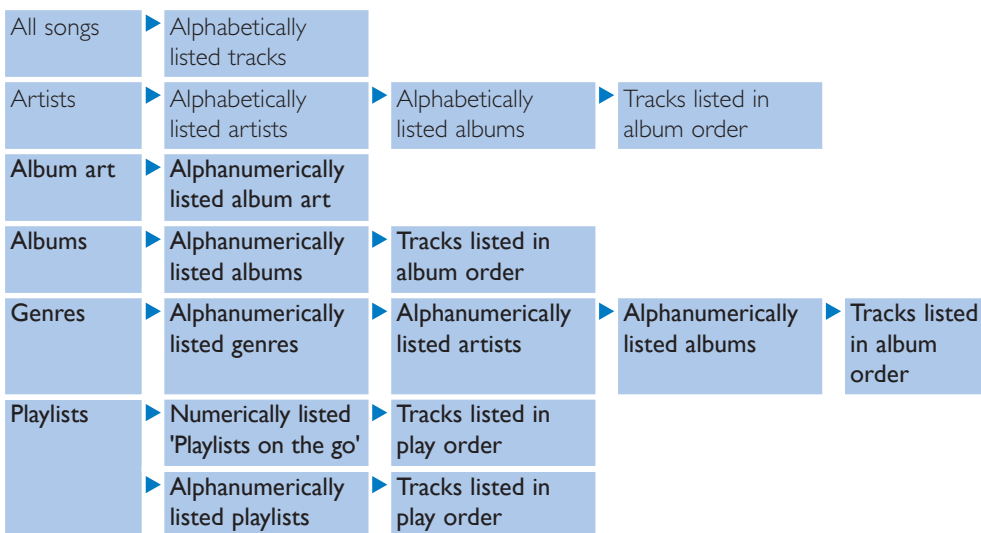 All songs
Alphabetically
listed tracks
Artists
Alphabetically
listed artists
Alphabetically
listed albums
Tracks listed in
album order
Album art
Alphanumerically
listed album art
Albums
Alphanumerically
listed albums
Tracks listed in
album order
Genres
Alphanumerically
listed genres
Alphanumerically
listed artists
Alphanumerically
listed albums
Tracks listed
in album
order
Playlists
Numerically listed
'Playlists on the go'
Tracks listed in
play order
Alphanumerically
listed playlists
Tracks listed in
play order